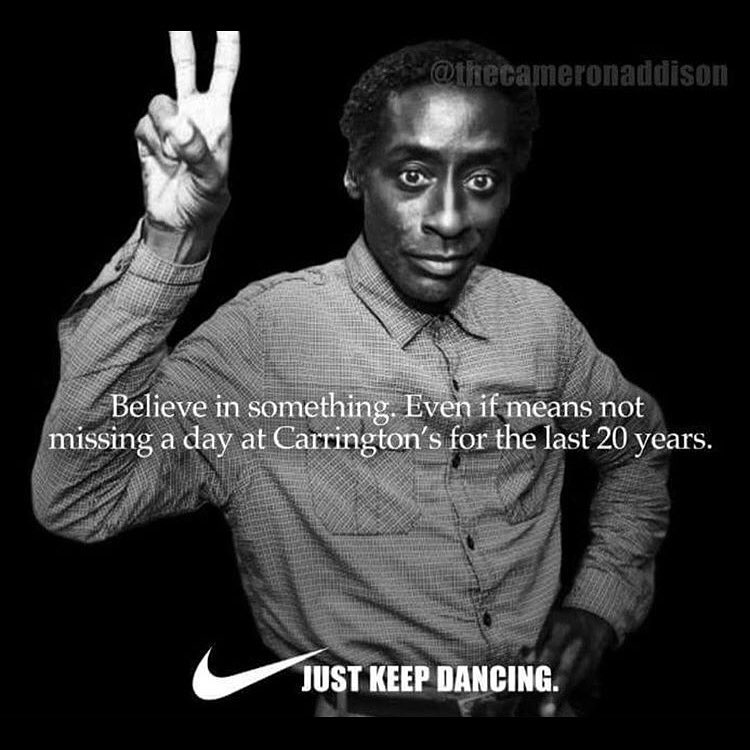 @thecameronaddison
Believe in something. Even if means not
missing a day at Carrington's for the last 20 years.
JUST KEEP DANCING.